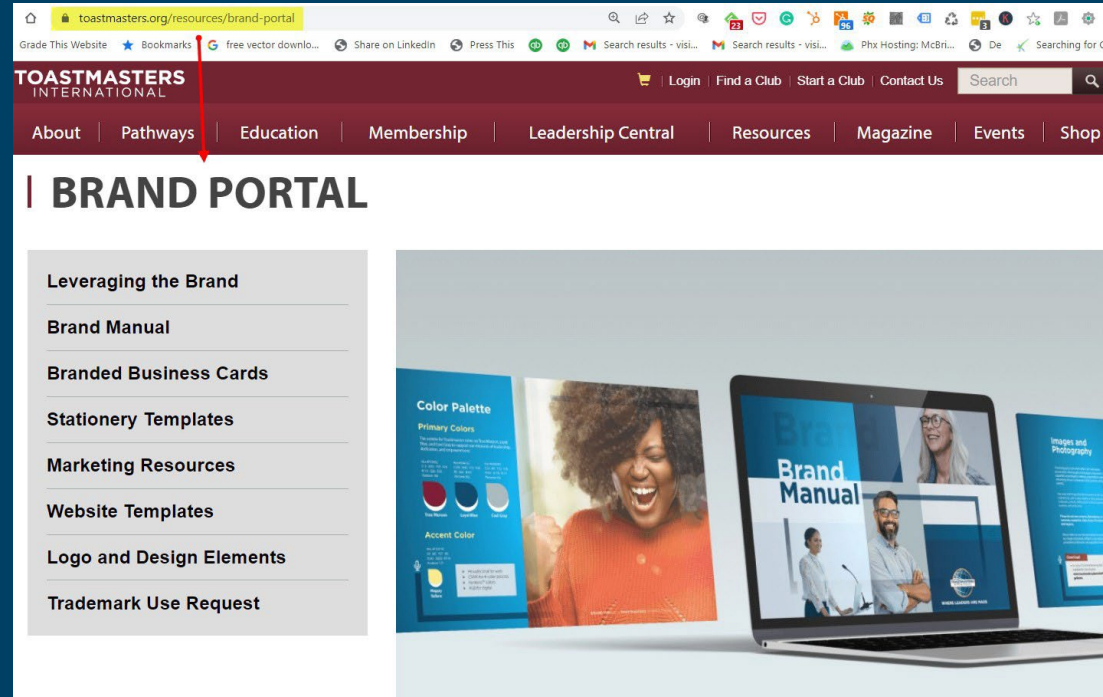 toastmasters.org/resources/brand-portal
23
96
3
Grade This Website Bookmarks free vector downlo... Share on LinkedIn Press This Search results - visi... Search results - visi... Phx Hosting: McBri... De Searching for
TOASTMASTERS
INTERNATIONAL
Login | Find a Club | Start a Club | Contact Us Search
About Pathways Education Membership Leadership Central Resources Magazine Events Shop
BRAND PORTAL
Leveraging the Brand
Brand Manual
Branded Business Cards
Stationery Templates
Marketing Resources
Website Templates
Logo and Design Elements
Trademark Use Request
Color Palette
Primary Colors
Accent Color
Brand
Manual
Images and
Photography